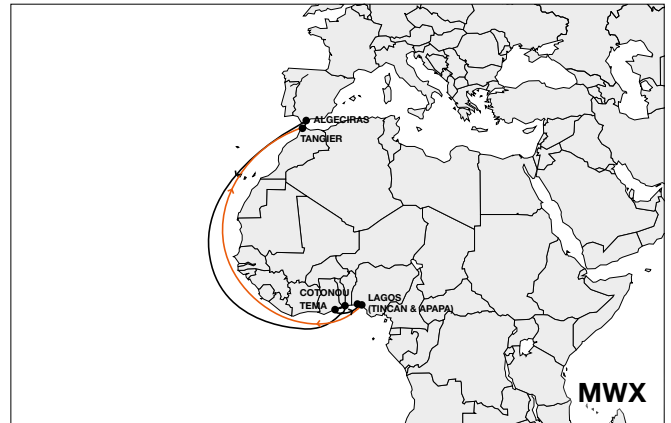 ALGECIRAS
TANGIER
COTONOU
TEMA
LAGOS
(TINCAN & APAPA)
MWX